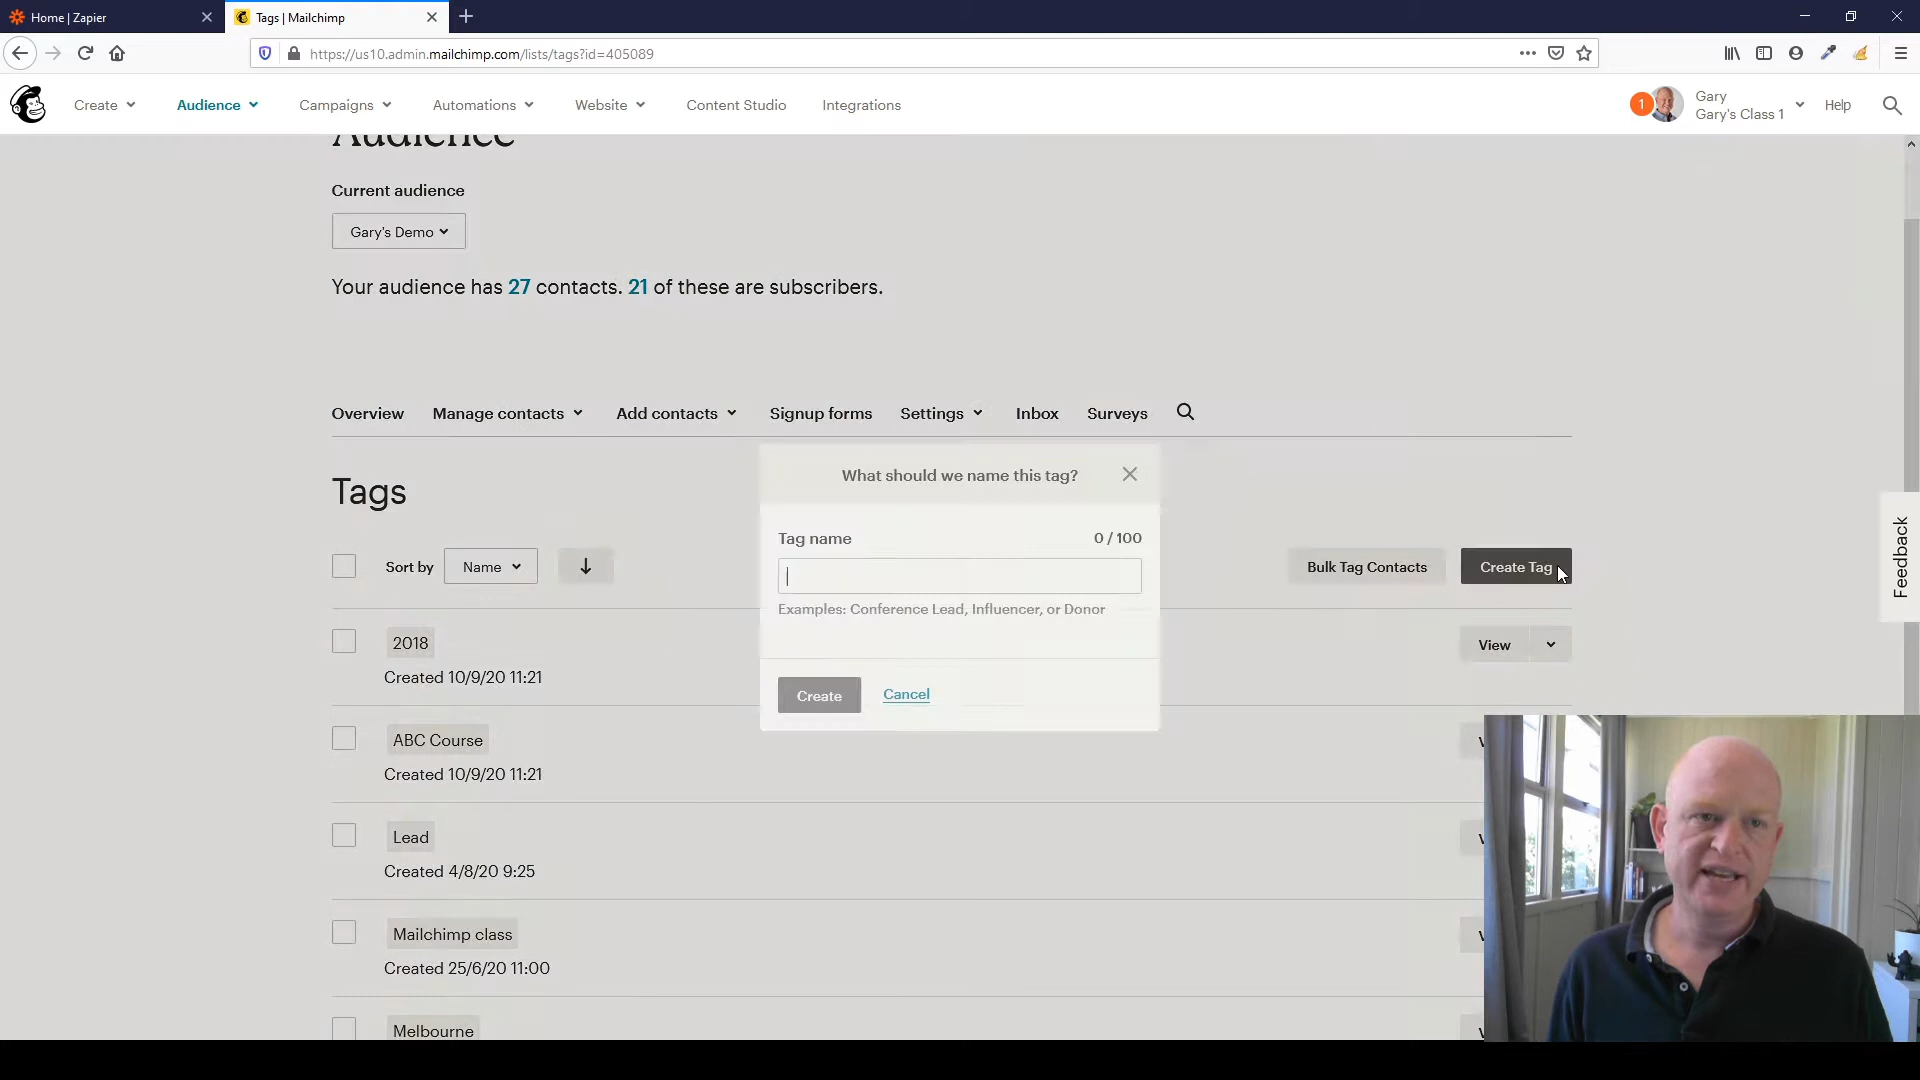 Home | Zapier
Tags | Mailchimp
https://us10.admin.mailchimp.com/lists/tags?id=405089
Create
Audience
Campaigns
Automations
Website
Content Studio
Integrations
1
Gary
Gary's Class 1
Help
Audience
Current audience
Gary's Demo
Your audience has 27 contacts. 21 of these are subscribers.
Overview
Manage contacts
Add contacts
Signup forms
Settings
Inbox
Surveys
What should we name this tag?
Tags
Tag name
0 / 100
Sort by
Name
Bulk Tag Contacts
Create Tag
Feedback
Examples: Conference Lead, Influencer, or Donor
2018
View
Created 10/9/20 11:21
Create
Cancel
ABC Course
Created 10/9/20 11:21
Lead
Created 4/8/20 9:25
Mailchimp class
Created 25/6/20 11:00
Melbourne